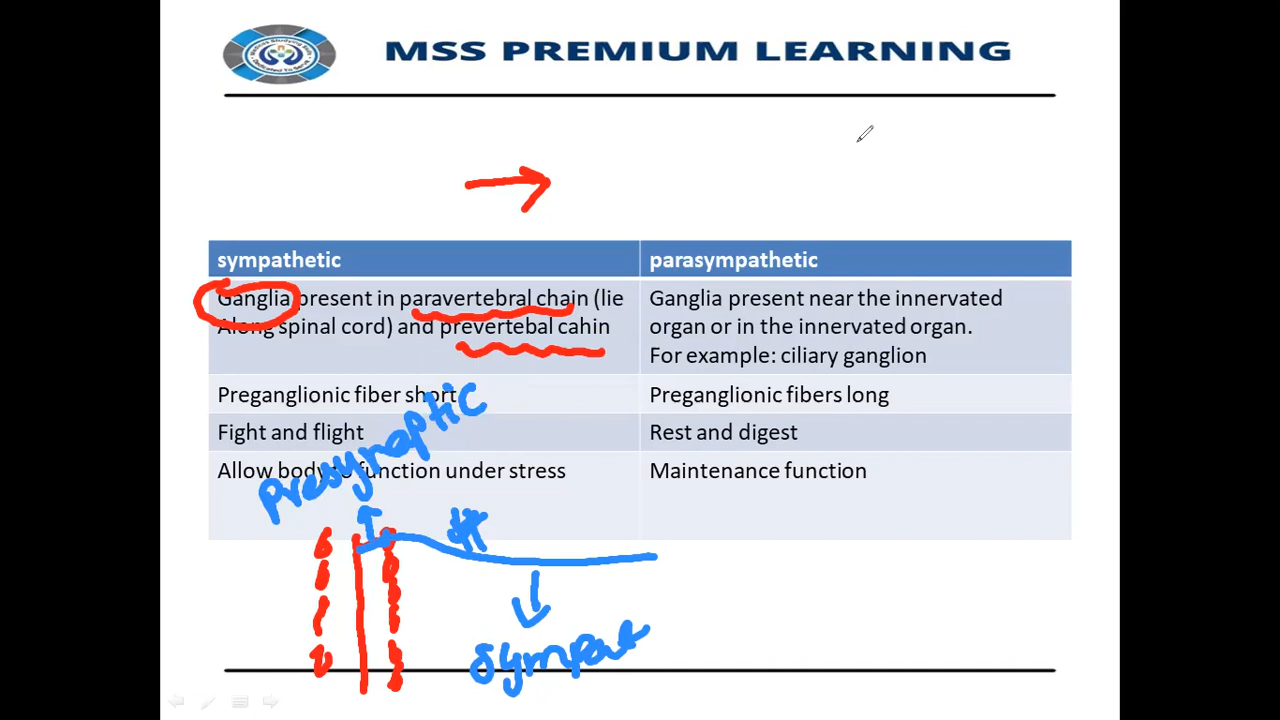 MSS PREMIUM LEARNING
sympathetic
parasympathetic
Ganglia present in paravertebral chain (lie
Along spinal cord) and prevertebal cahin
Ganglia present near the innervated
organ or in the innervated organ.
For example: ciliary ganglion
Preganglionic fiber short
Preganglionic fibers long
Fight and flight
Rest and digest
Allow body to function under stress
Maintenance function
Presynaptic